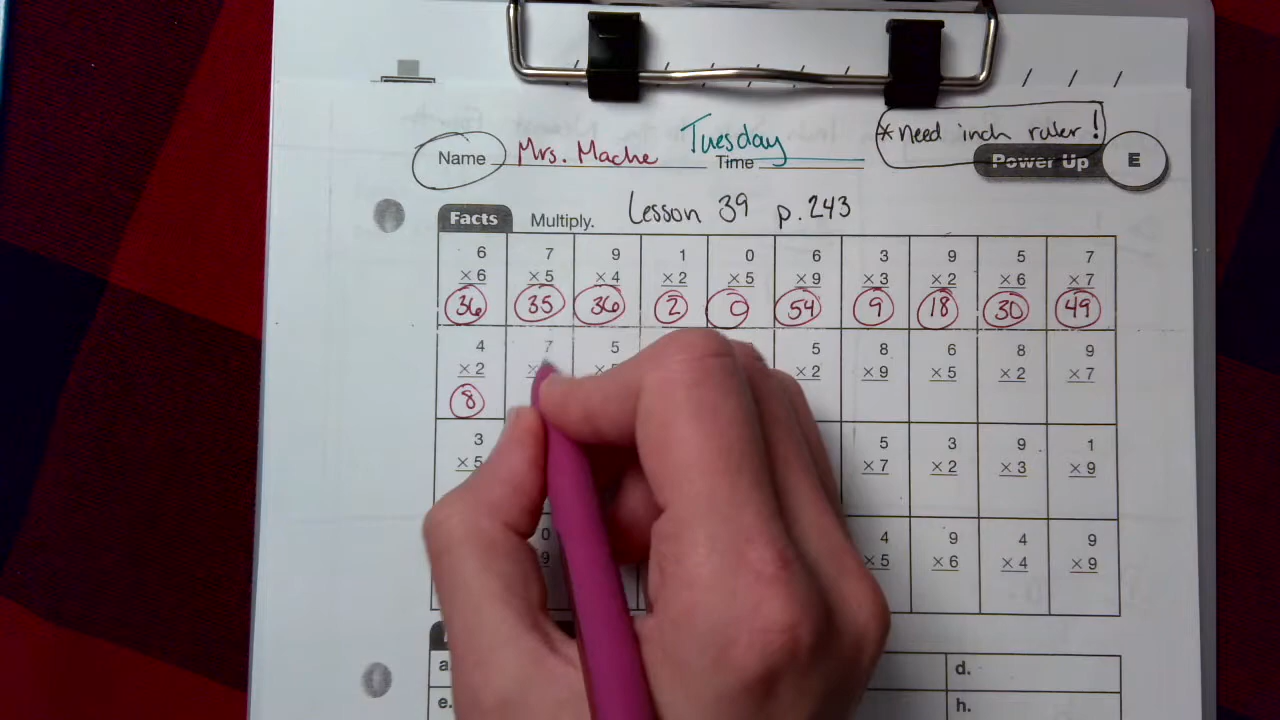 *need inch ruler!
Name Mrs. Mache Tuesday Time Power Up E
Facts Multiply. Lesson 39 p. 243
6 7 9 1 0 6 3 9 5 7
×6 ×5 ×4 ×2 ×5 ×9 ×3 ×2 ×6 ×7
36 35 36 2 0 54 9 18 30 49
4 7 5 5 8 6 8 9
×2 ×2 ×9 ×5 ×2 ×7
8
3 5 3 9 1
×5 ×7 ×2 ×3 ×9
0 4 9 4 9
9 ×5 ×6 ×4 ×9
a. d.
e. h.